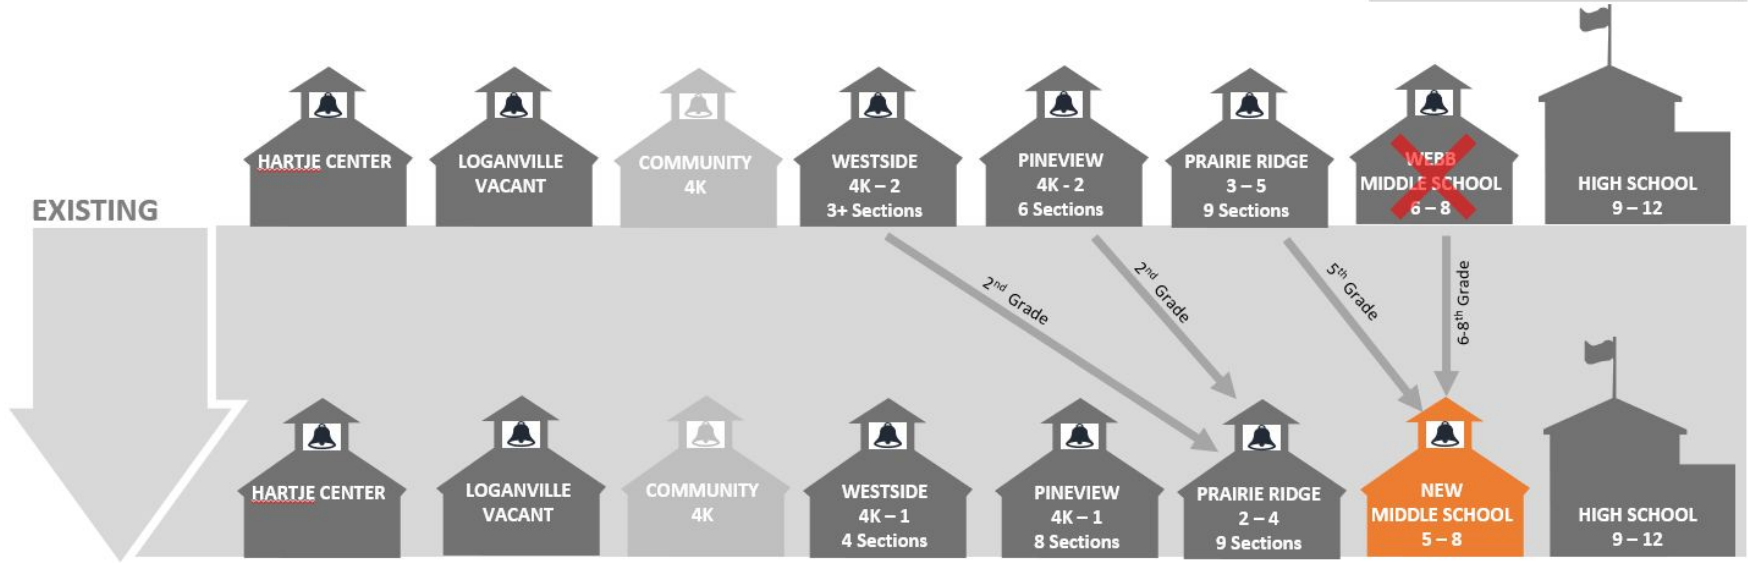 HARTJE CENTER
LOGANVILLE
VACANT
COMMUNITY
4K
WESTSIDE
4K – 2
3+ Sections
PINEVIEW
4K - 2
6 Sections
PRAIRIE RIDGE
3 – 5
9 Sections
WEBB
MIDDLE SCHOOL
6 – 8
HIGH SCHOOL
9 – 12
EXISTING
2nd Grade
2nd Grade
5th Grade
6-8th Grade
HARTJE CENTER
LOGANVILLE
VACANT
COMMUNITY
4K
WESTSIDE
4K – 1
4 Sections
PINEVIEW
4K – 1
8 Sections
PRAIRIE RIDGE
2 – 4
9 Sections
NEW
MIDDLE SCHOOL
5 – 8
HIGH SCHOOL
9 – 12